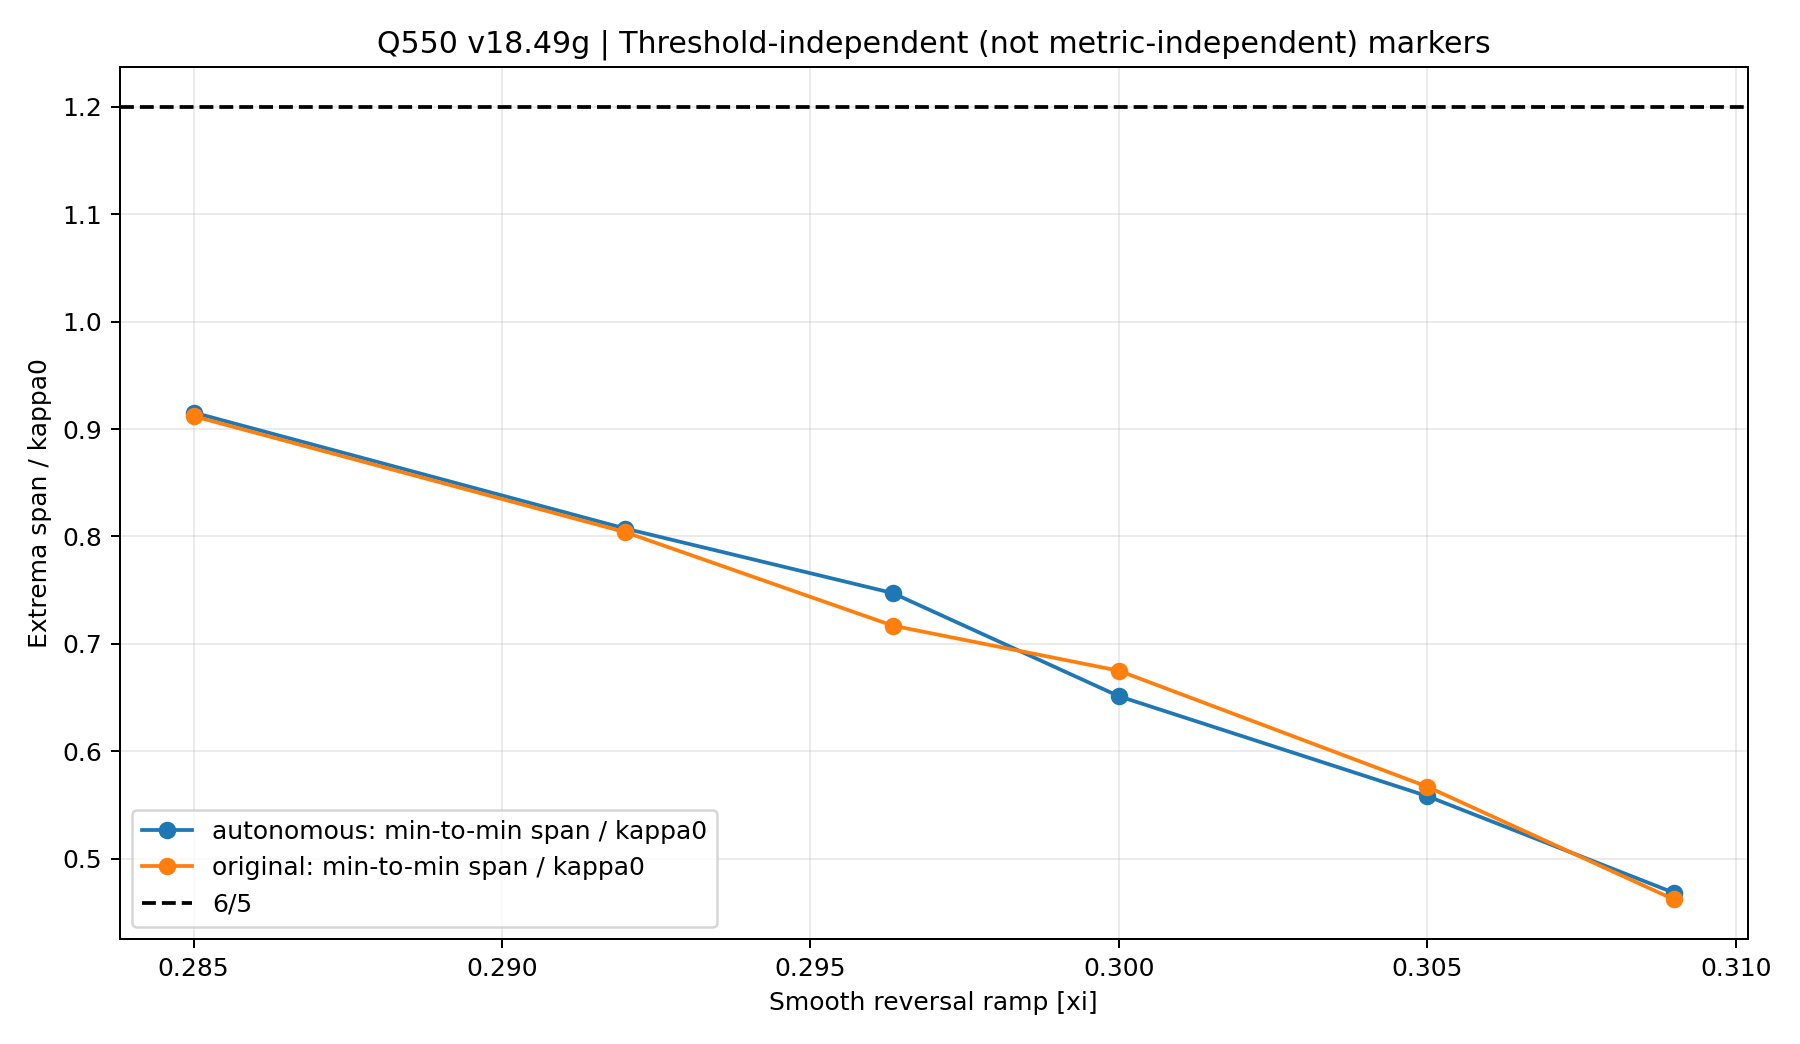 Q550 v18.49g | Threshold-independent (not metric-independent) markers
Extrema span / kappa0
1.2
1.1
1.0
0.9
0.8
0.7
0.6
0.5
autonomous: min-to-min span / kappa0
original: min-to-min span / kappa0
6/5
0.285 0.290 0.295 0.300 0.305 0.310
Smooth reversal ramp [xi]